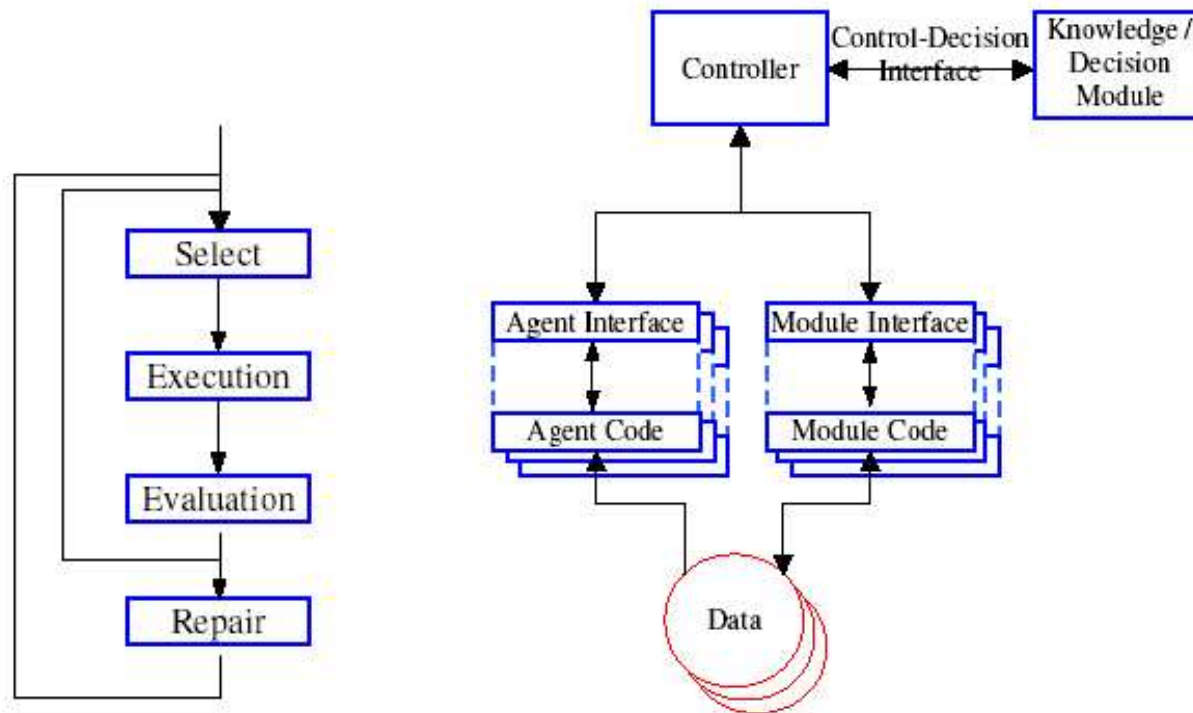 Select
Execution
Evaluation
Repair
Controller
Control-Decision
Interface
Knowledge /
Decision
Module
Agent Interface
Module Interface
Agent Code
Module Code
Data